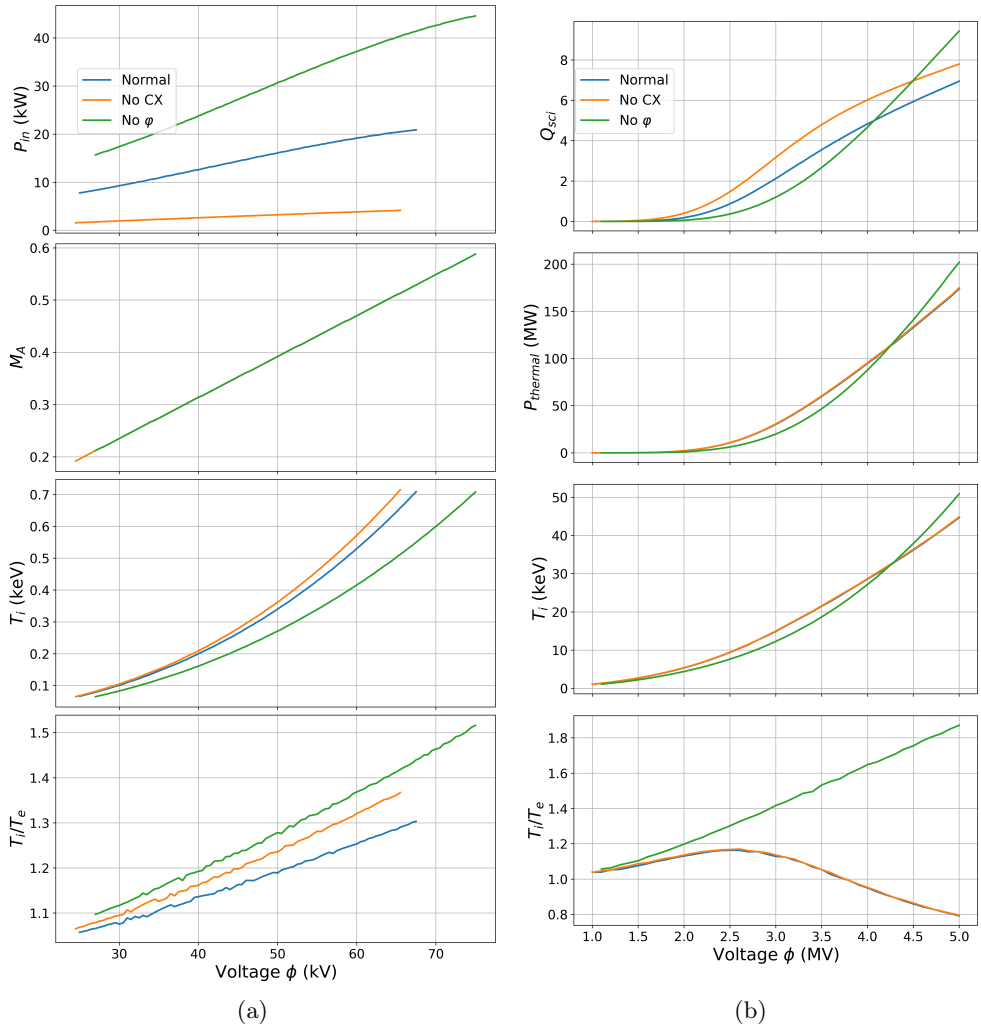 P_in (kW)
40
30
20
10
0
Normal
No CX
No φ
M_A
0.6
0.5
0.4
0.3
0.2
T_i (keV)
0.7
0.6
0.5
0.4
0.3
0.2
0.1
T_i/T_e
1.5
1.4
1.3
1.2
1.1
30 40 50 60 70
Voltage ϕ (kV)
(a)
Q_sci
8
6
4
2
0
Normal
No CX
No φ
P_thermal (MW)
200
150
100
50
0
T_i (keV)
50
40
30
20
10
0
T_i/T_e
1.8
1.6
1.4
1.2
1.0
0.8
1.0 1.5 2.0 2.5 3.0 3.5 4.0 4.5 5.0
Voltage ϕ (MV)
(b)